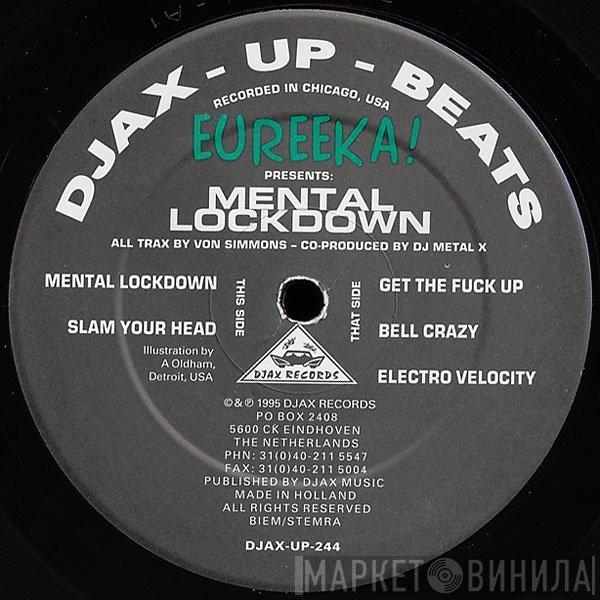 DJAX - UP - BEATS
RECORDED IN CHICAGO, USA
EUREEKA!
PRESENTS:
MENTAL
LOCKDOWN
ALL TRAX BY VON SIMMONS – CO-PRODUCED BY DJ METAL X
MENTAL LOCKDOWN
SLAM YOUR HEAD
Illustration by
A Oldham,
Detroit, USA
THIS SIDE
THAT SIDE
GET THE FUCK UP
BELL CRAZY
ELECTRO VELOCITY
DJAX RECORDS
©& ℗ 1995 DJAX RECORDS
PO BOX 2408
5600 CK EINDHOVEN
THE NETHERLANDS
PHN: 31(0)40-211 5547
FAX: 31(0)40-211 5004
PUBLISHED BY DJAX MUSIC
MADE IN HOLLAND
ALL RIGHTS RESERVED
BIEM/STEMRA
DJAX-UP-244
МАРКЕТ ВИНИЛА